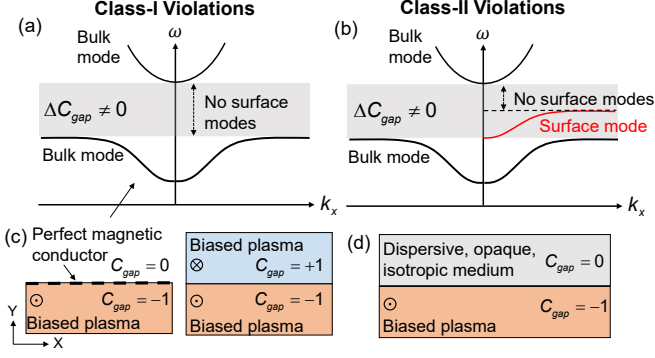 Class-I Violations
Class-II Violations
(a)
ω
Bulk
mode
ΔC_gap ≠ 0
No surface
modes
Bulk mode
k_x
(b)
ω
Bulk
mode
ΔC_gap ≠ 0
No surface modes
Surface mode
Bulk mode
k_x
(c)
Perfect magnetic
conductor
C_gap = 0
⊙ C_gap = −1
Biased plasma
Y
X
Biased plasma
⊗ C_gap = +1
⊙ C_gap = −1
Biased plasma
(d)
Dispersive, opaque,
isotropic medium C_gap = 0
⊙ C_gap = −1
Biased plasma